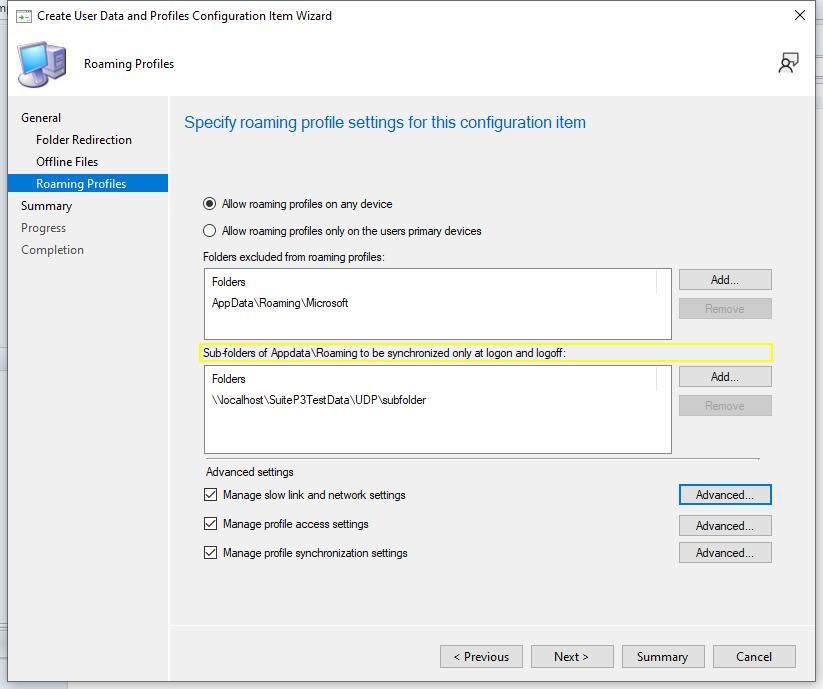 Create User Data and Profiles Configuration Item Wizard
Roaming Profiles
General
Folder Redirection
Offline Files
Roaming Profiles
Summary
Progress
Completion
Specify roaming profile settings for this configuration item
Allow roaming profiles on any device
Allow roaming profiles only on the users primary devices
Folders excluded from roaming profiles:
Folders
AppData\Roaming\Microsoft
Add...
Remove
Sub-folders of Appdata\Roaming to be synchronized only at logon and logoff:
Folders
\\localhost\SuiteP3TestData\UDP\subfolder
Add...
Remove
Advanced settings
Manage slow link and network settings
Advanced...
Manage profile access settings
Advanced...
Manage profile synchronization settings
Advanced...
< Previous
Next >
Summary
Cancel